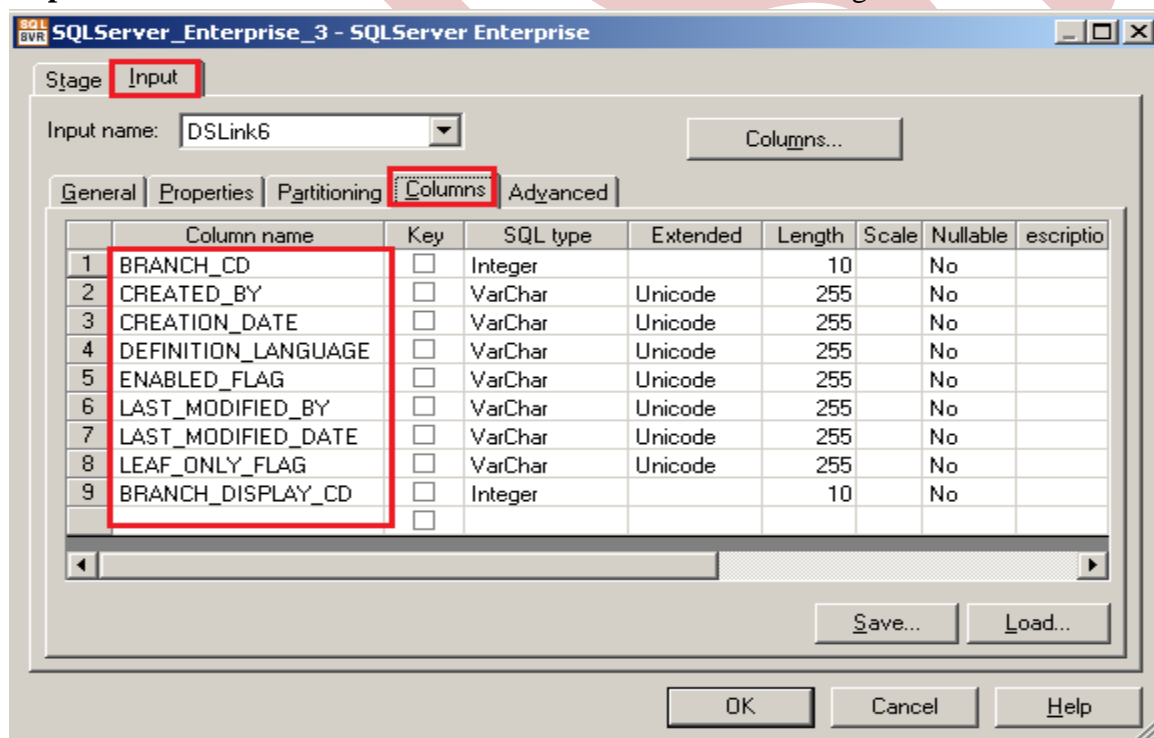 SQL SVR SQLServer_Enterprise_3 - SQLServer Enterprise
Stage Input
Input name: DSLink6 Columns...
General Properties Partitioning Columns Advanced
Column name Key SQL type Extended Length Scale Nullable escriptio
1 BRANCH_CD Integer 10 No
2 CREATED_BY VarChar Unicode 255 No
3 CREATION_DATE VarChar Unicode 255 No
4 DEFINITION_LANGUAGE VarChar Unicode 255 No
5 ENABLED_FLAG VarChar Unicode 255 No
6 LAST_MODIFIED_BY VarChar Unicode 255 No
7 LAST_MODIFIED_DATE VarChar Unicode 255 No
8 LEAF_ONLY_FLAG VarChar Unicode 255 No
9 BRANCH_DISPLAY_CD Integer 10 No
Save... Load...
OK Cancel Help